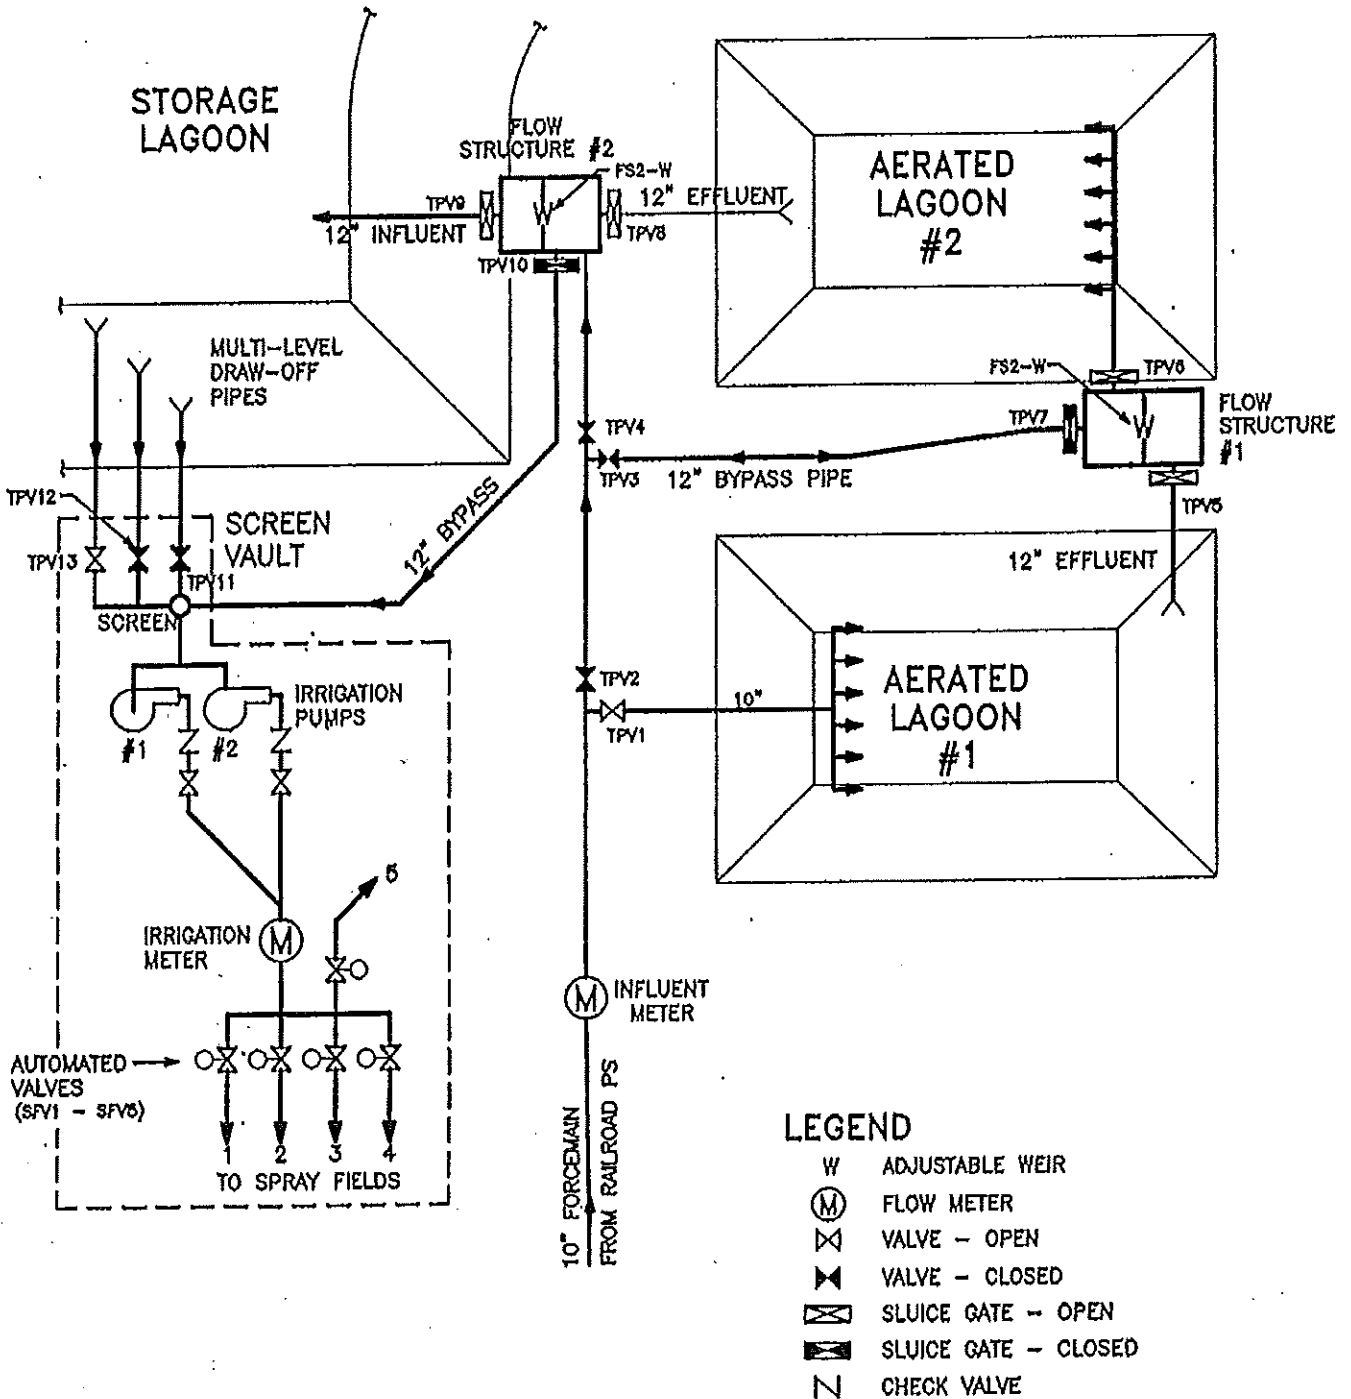 STORAGE
LAGOON
FLOW
STRUCTURE #2
FS2-W
TPV9
12" INFLUENT
12" EFFLUENT
TPV8
TPV10
AERATED
LAGOON
#2
MULTI-LEVEL
DRAW-OFF
PIPES
FS2-W
TPV6
TPV7
FLOW
STRUCTURE
#1
TPV4
TPV3
12" BYPASS PIPE
TPV5
TPV12
SCREEN
VAULT
12" BYPASS
TPV13
TPV11
SCREEN
12" EFFLUENT
TPV2
10"
TPV1
AERATED
LAGOON
#1
IRRIGATION
PUMPS
#1
#2
5
IRRIGATION
METER
M
M
INFLUENT
METER
AUTOMATED
VALVES
(SFV1 - SFV5)
1 2 3 4
TO SPRAY FIELDS
10" FORCEMAIN
FROM RAILROAD PS
W
W
LEGEND
W ADJUSTABLE WEIR
M FLOW METER
VALVE - OPEN
VALVE - CLOSED
SLUICE GATE - OPEN
SLUICE GATE - CLOSED
CHECK VALVE